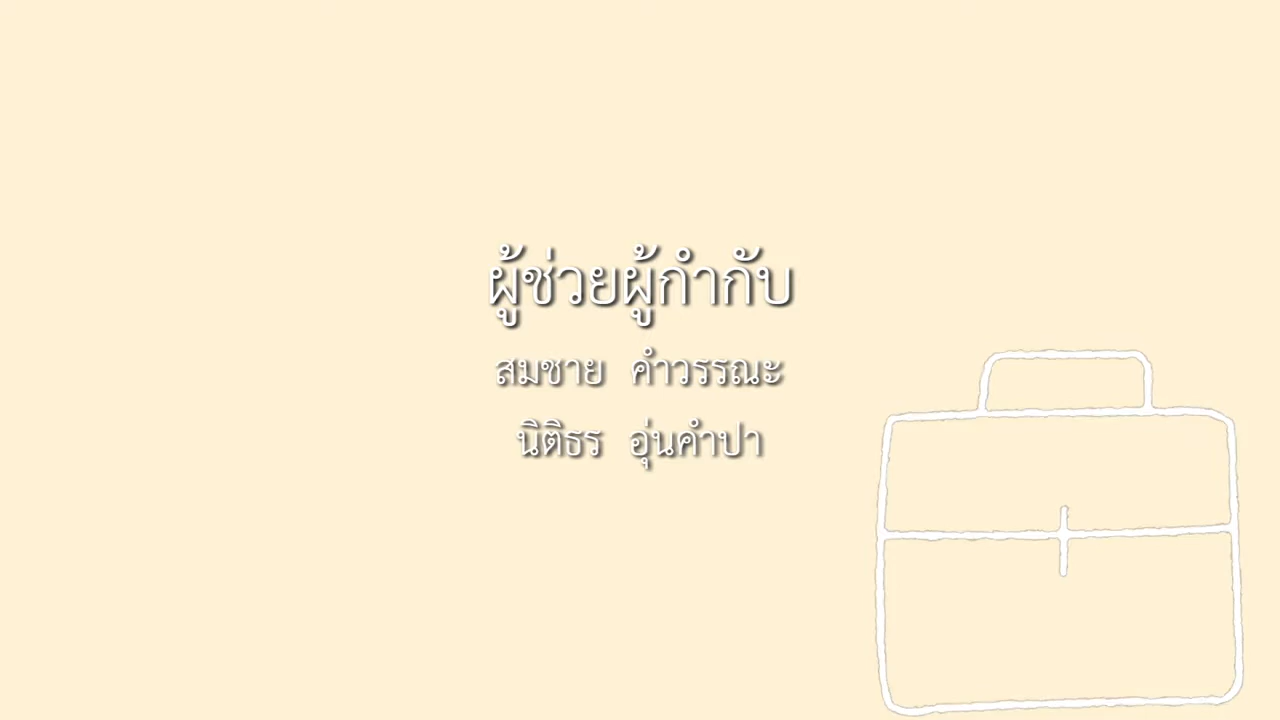 ผู้ช่วยผู้กำกับ
สมชาย คำวรรณะ
นิติธร อุ่นคำปา